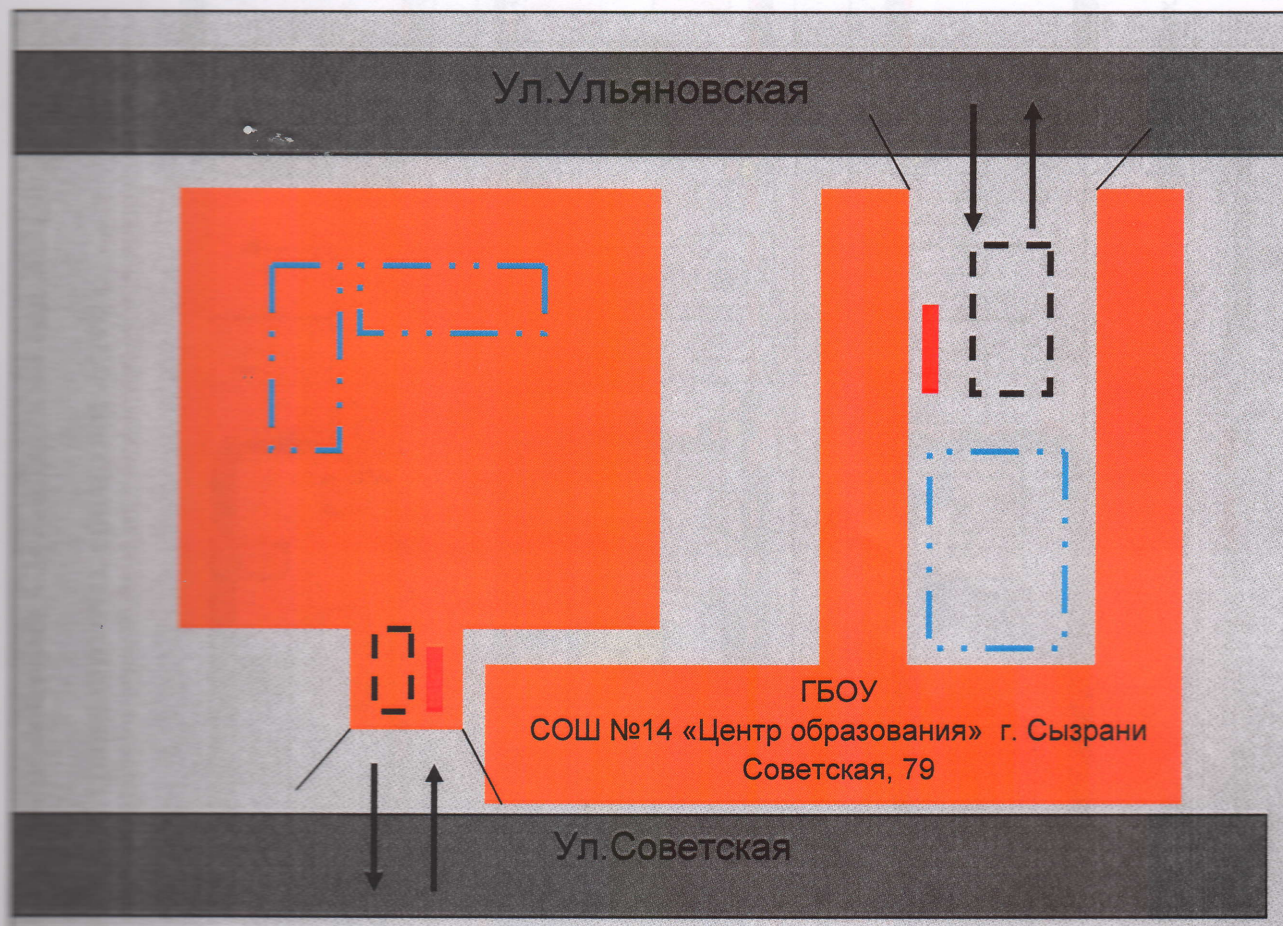 Ул.Ульяновская
ГБОУ
СОШ №14 «Центр образования» г. Сызрани
Советская, 79
Ул.Советская